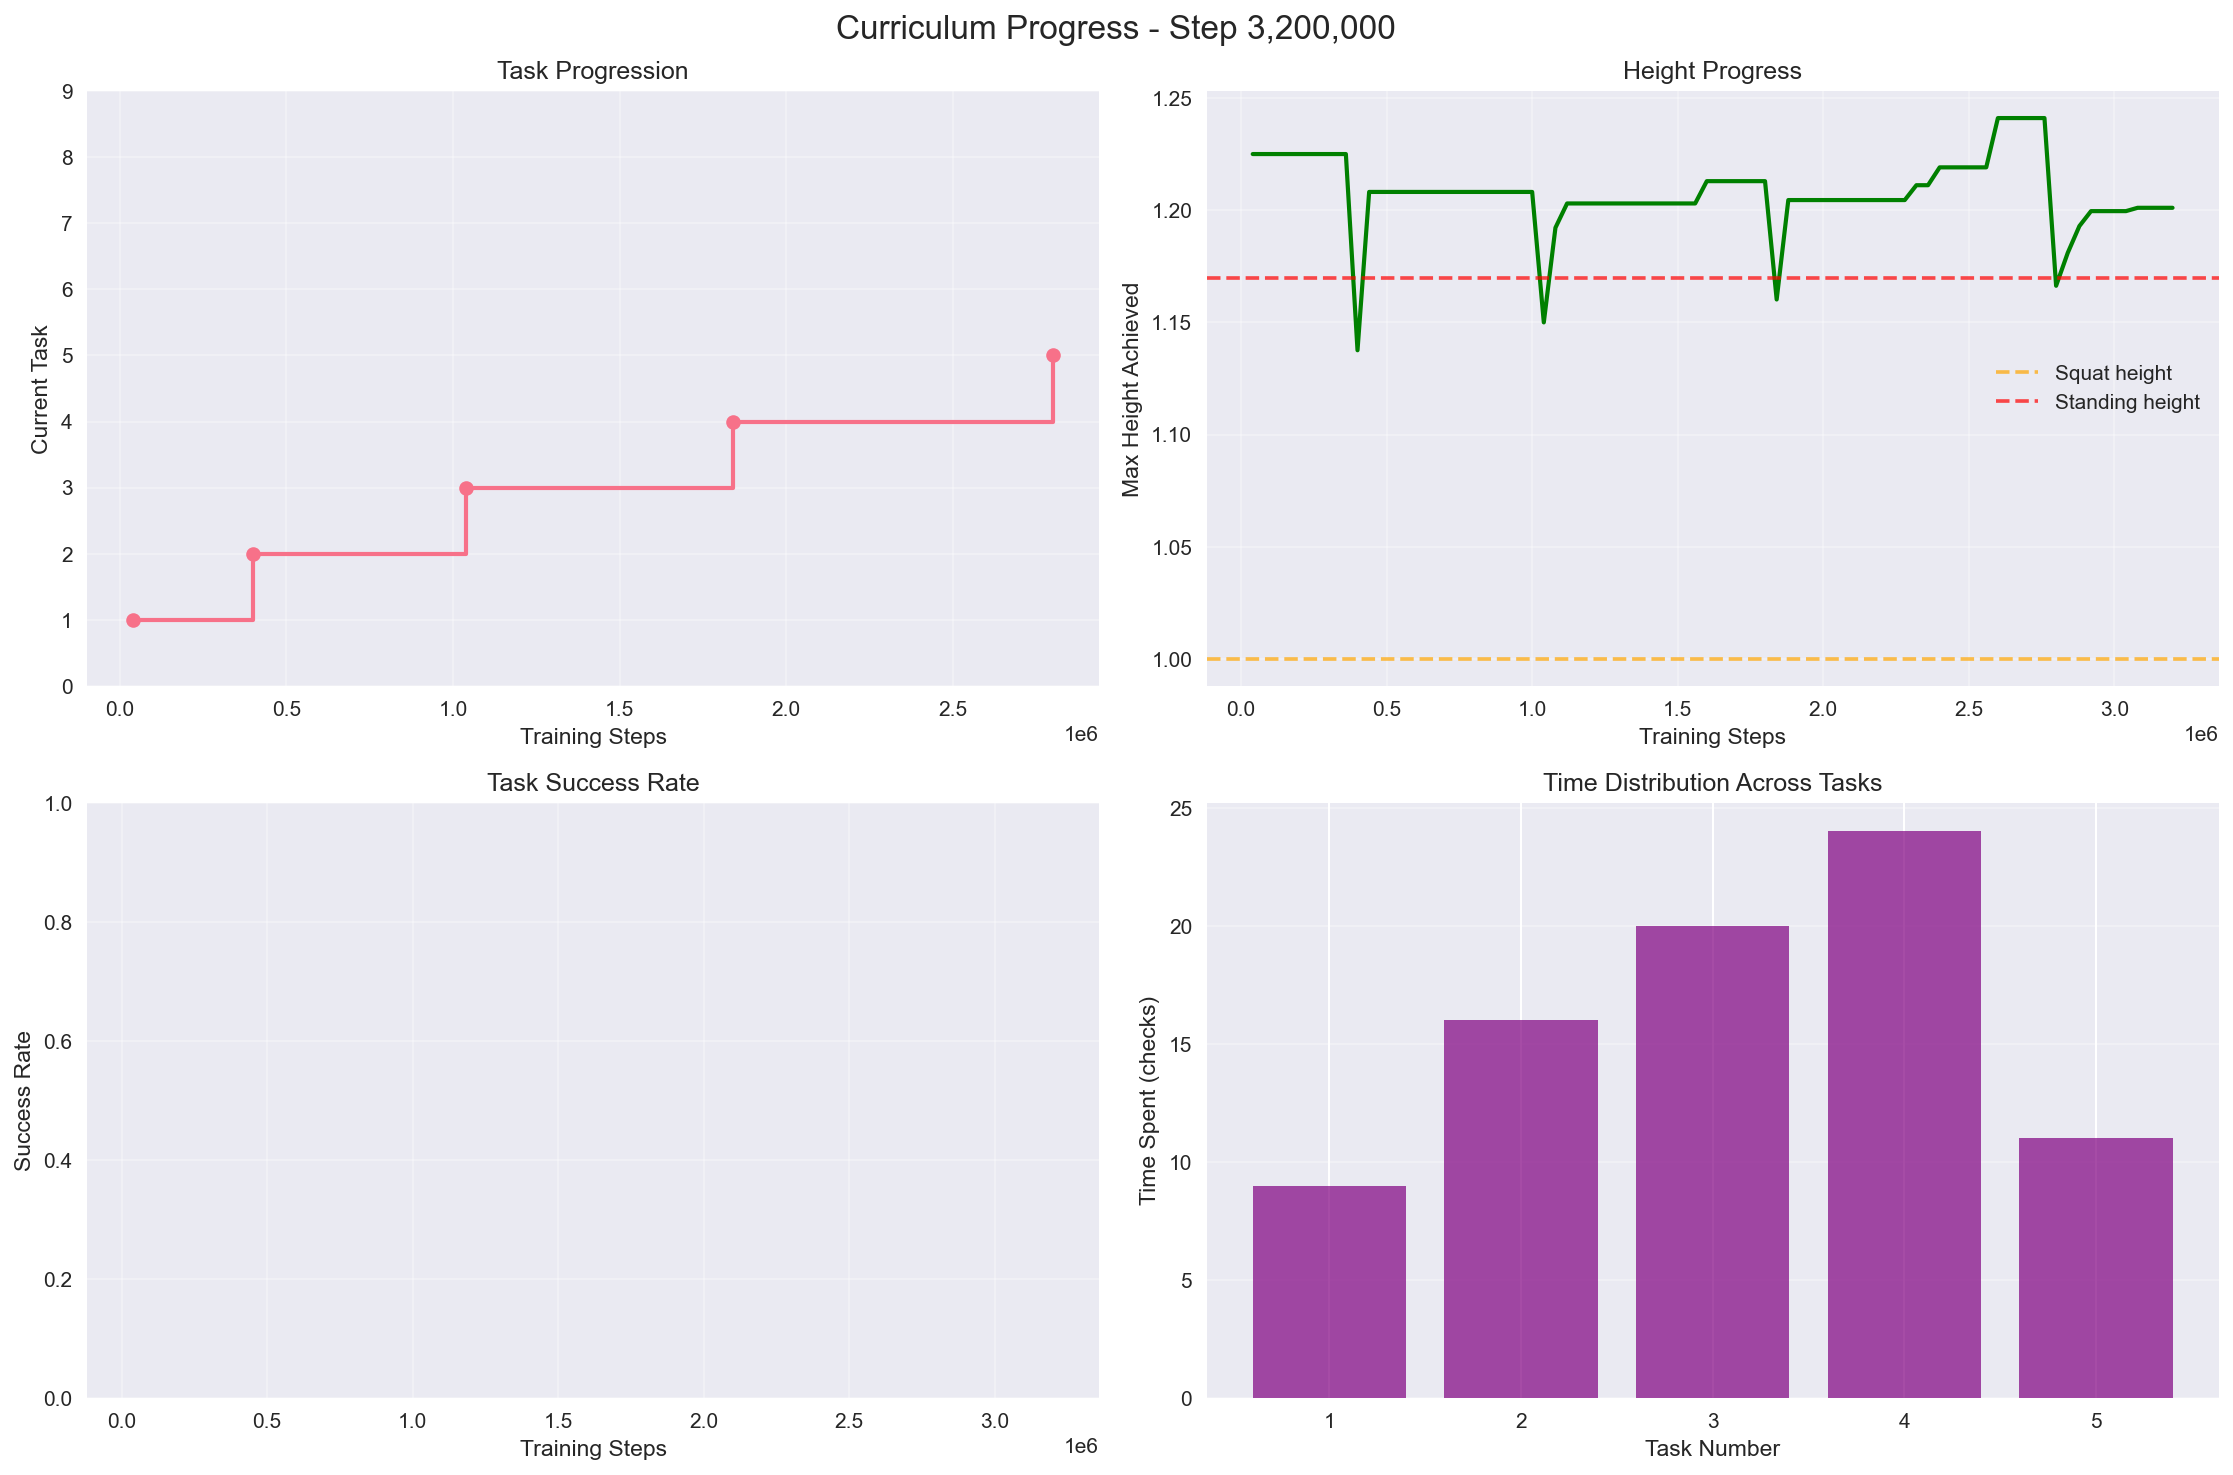 Curriculum Progress - Step 3,200,000
Task Progression
Current Task
9
8
7
6
5
4
3
2
1
0
0.0 0.5 1.0 1.5 2.0 2.5
1e6
Training Steps
Height Progress
Max Height Achieved
1.25
1.20
1.15
1.10
1.05
1.00
Squat height
Standing height
0.0 0.5 1.0 1.5 2.0 2.5 3.0
1e6
Training Steps
Task Success Rate
Success Rate
1.0
0.8
0.6
0.4
0.2
0.0
0.0 0.5 1.0 1.5 2.0 2.5 3.0
1e6
Training Steps
Time Distribution Across Tasks
Time Spent (checks)
25
20
15
10
5
0
1 2 3 4 5
Task Number